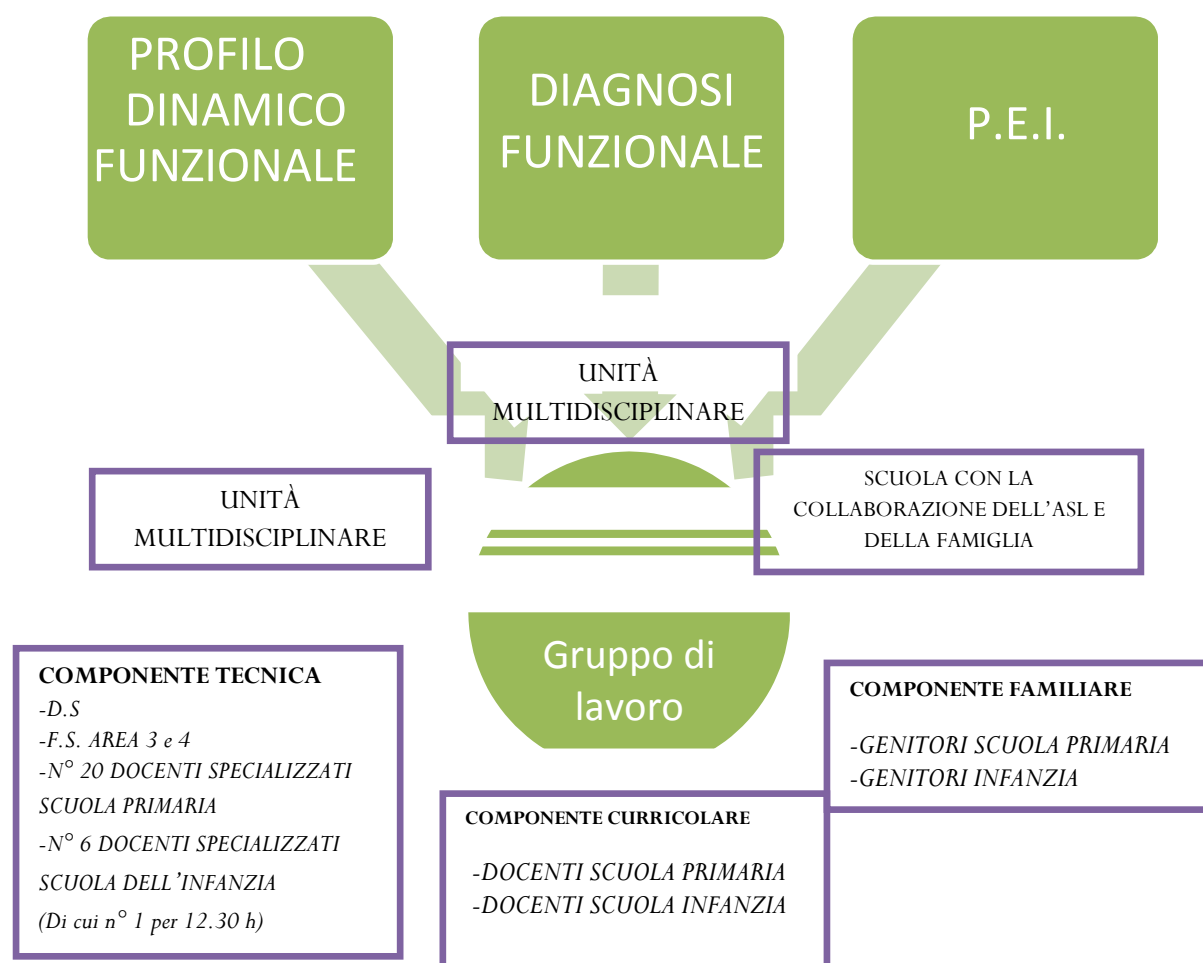 PROFILO
DINAMICO
FUNZIONALE
DIAGNOSI
FUNZIONALE
P.E.I.
UNITÀ
MULTIDISCIPLINARE
UNITÀ
MULTIDISCIPLINARE
SCUOLA CON LA
COLLABORAZIONE DELL'ASL E
DELLA FAMIGLIA
Gruppo di
lavoro
COMPONENTE TECNICA
-D.S
-F.S. AREA 3 e 4
-N° 20 DOCENTI SPECIALIZZATI
SCUOLA PRIMARIA
-N° 6 DOCENTI SPECIALIZZATI
SCUOLA DELL'INFANZIA
(Di cui n° 1 per 12.30 h)
COMPONENTE CURRICOLARE
-DOCENTI SCUOLA PRIMARIA
-DOCENTI SCUOLA INFANZIA
COMPONENTE FAMILIARE
-GENITORI SCUOLA PRIMARIA
-GENITORI INFANZIA